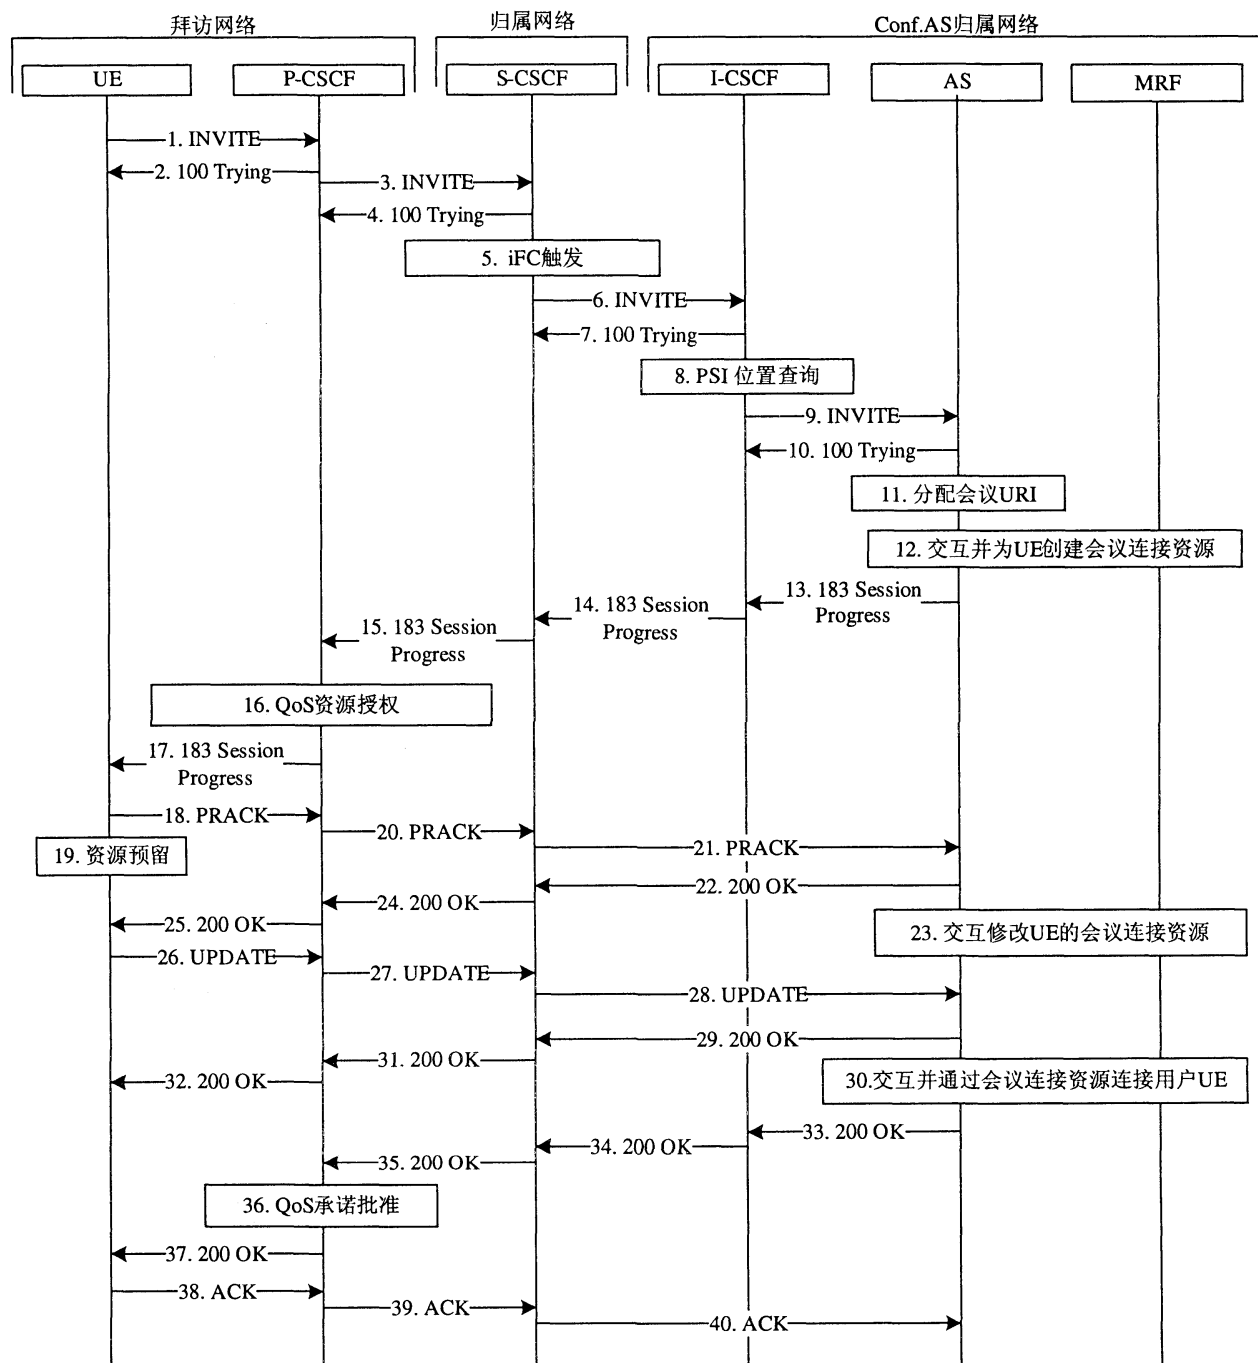 拜访网络
归属网络
Conf.AS归属网络
UE
P-CSCF
S-CSCF
I-CSCF
AS
MRF
1. INVITE
2. 100 Trying
3. INVITE
4. 100 Trying
5. iFC触发
6. INVITE
7. 100 Trying
8. PSI 位置查询
9. INVITE
10. 100 Trying
11. 分配会议URI
12. 交互并为UE创建会议连接资源
13. 183 Session
Progress
14. 183 Session
Progress
15. 183 Session
Progress
16. QoS资源授权
17. 183 Session
Progress
18. PRACK
19. 资源预留
20. PRACK
21. PRACK
22. 200 OK
23. 交互修改UE的会议连接资源
24. 200 OK
25. 200 OK
26. UPDATE
27. UPDATE
28. UPDATE
29. 200 OK
30.交互并通过会议连接资源连接用户UE
31. 200 OK
32. 200 OK
33. 200 OK
34. 200 OK
35. 200 OK
36. QoS承诺批准
37. 200 OK
38. ACK
39. ACK
40. ACK